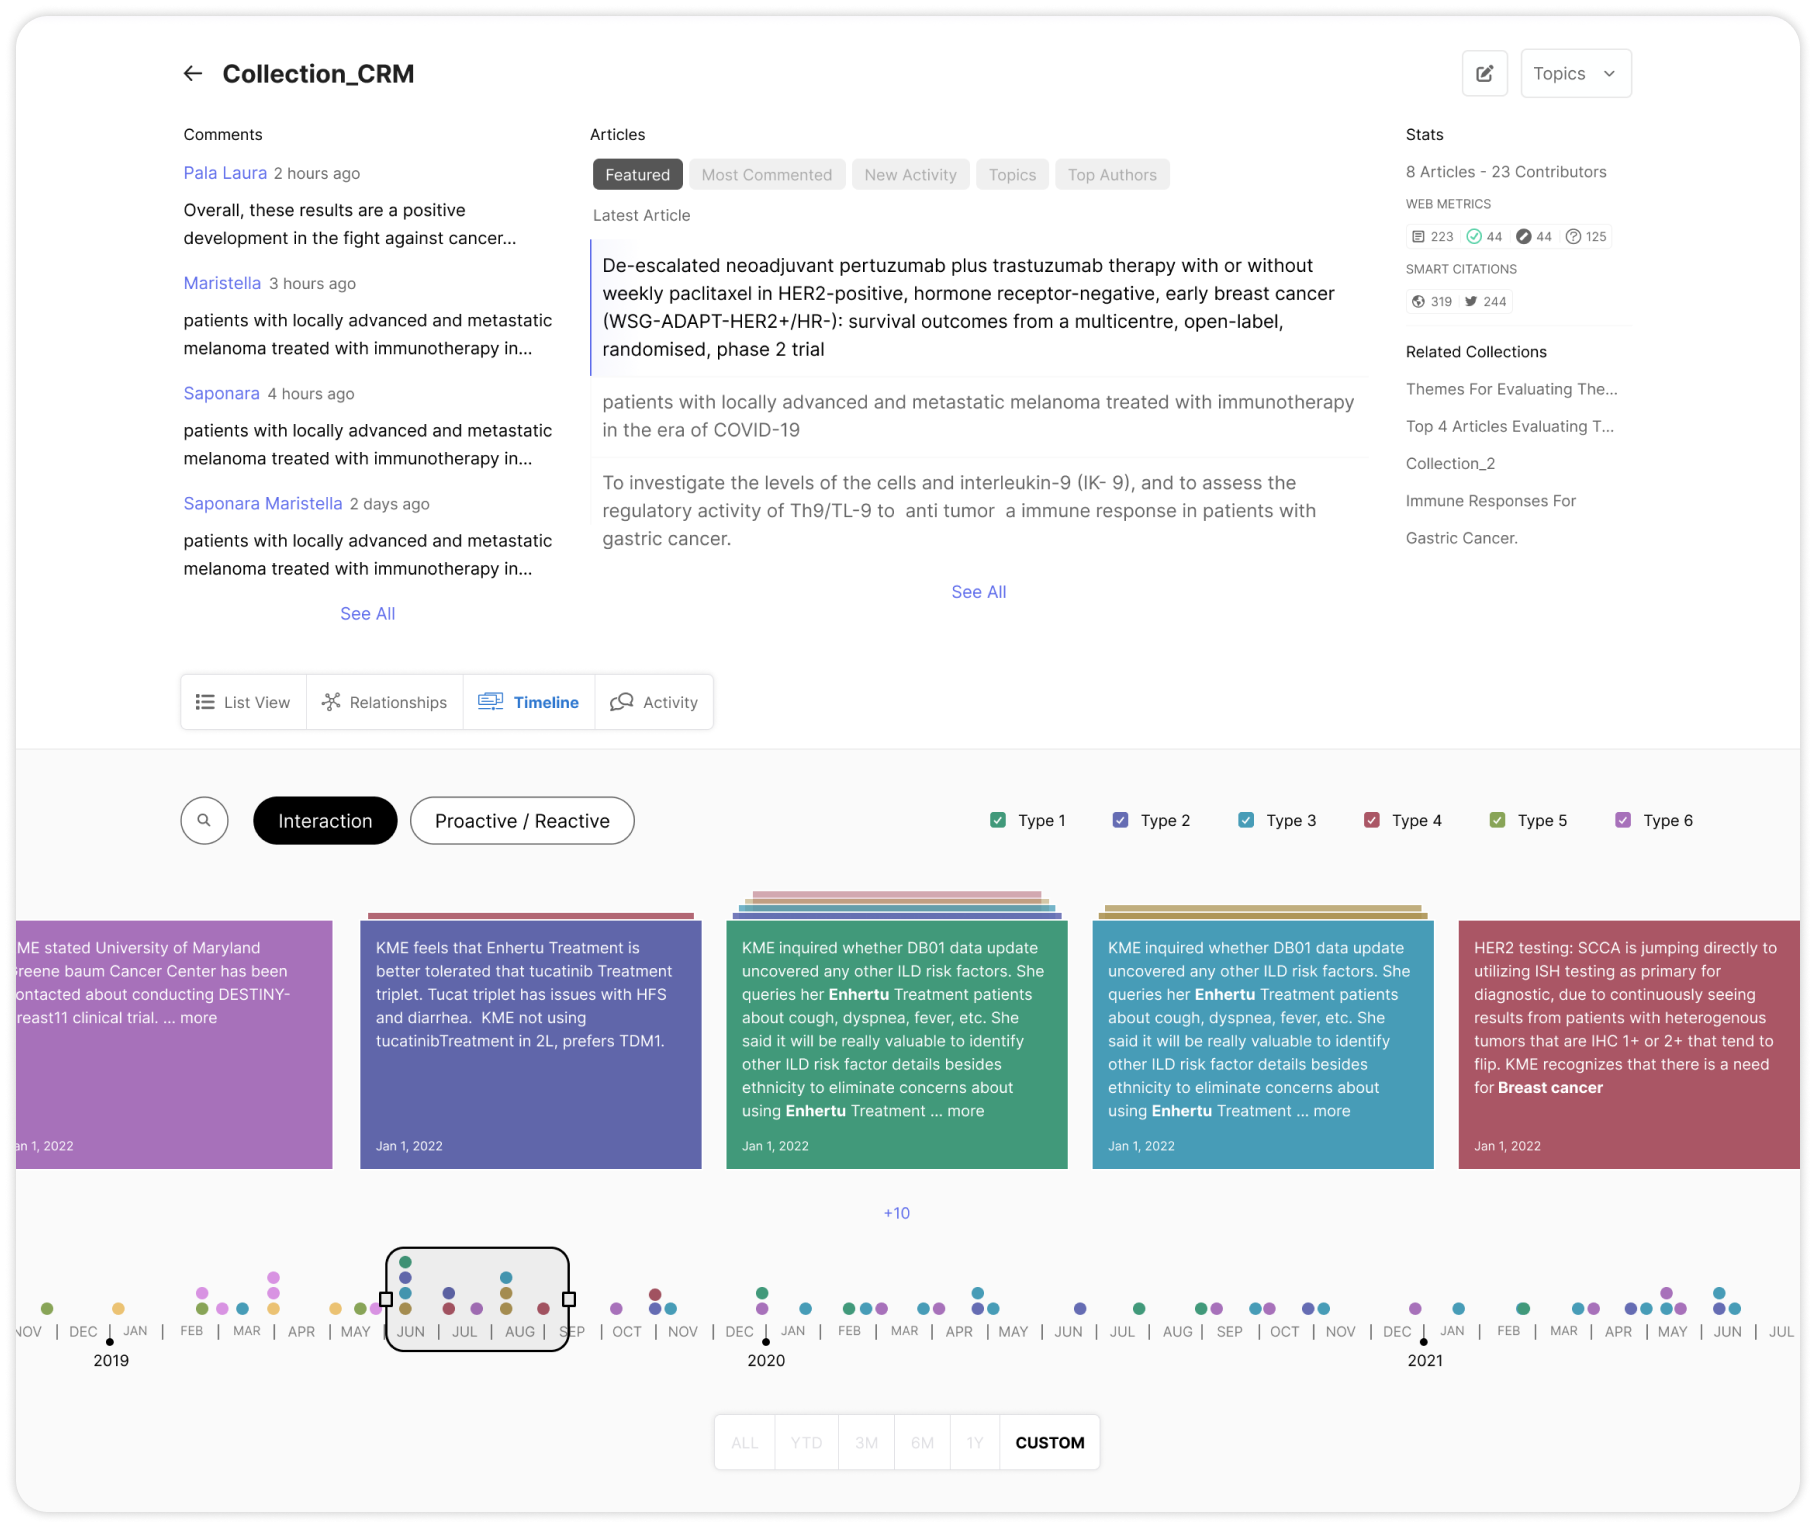 Collection_CRM
Topics
Comments
Pala Laura 2 hours ago
Overall, these results are a positive
development in the fight against cancer...
Maristella 3 hours ago
patients with locally advanced and metastatic
melanoma treated with immunotherapy in...
Saponara 4 hours ago
patients with locally advanced and metastatic
melanoma treated with immunotherapy in...
Saponara Maristella 2 days ago
patients with locally advanced and metastatic
melanoma treated with immunotherapy in...
See All
Articles
Featured Most Commented New Activity Topics Top Authors
Latest Article
De-escalated neoadjuvant pertuzumab plus trastuzumab therapy with or without
weekly paclitaxel in HER2-positive, hormone receptor-negative, early breast cancer
(WSG-ADAPT-HER2+/HR-): survival outcomes from a multicentre, open-label,
randomised, phase 2 trial
patients with locally advanced and metastatic melanoma treated with immunotherapy
in the era of COVID-19
To investigate the levels of the cells and interleukin-9 (IK- 9), and to assess the
regulatory activity of Th9/TL-9 to  anti tumor  a immune response in patients with
gastric cancer.
See All
Stats
8 Articles - 23 Contributors
WEB METRICS
223 44 44 125
SMART CITATIONS
319 244
Related Collections
Themes For Evaluating The...
Top 4 Articles Evaluating T...
Collection_2
Immune Responses For
Gastric Cancer.
List View Relationships Timeline Activity
Interaction Proactive / Reactive
Type 1 Type 2 Type 3 Type 4 Type 5 Type 6
ME stated University of Maryland
reene baum Cancer Center has been
ontacted about conducting DESTINY-
reast11 clinical trial. ... more
an 1, 2022
KME feels that Enhertu Treatment is
better tolerated that tucatinib Treatment
triplet. Tucat triplet has issues with HFS
and diarrhea.  KME not using
tucatinibTreatment in 2L, prefers TDM1.
Jan 1, 2022
KME inquired whether DB01 data update
uncovered any other ILD risk factors. She
queries her Enhertu Treatment patients
about cough, dyspnea, fever, etc. She
said it will be really valuable to identify
other ILD risk factor details besides
ethnicity to eliminate concerns about
using Enhertu Treatment ... more
Jan 1, 2022
KME inquired whether DB01 data update
uncovered any other ILD risk factors. She
queries her Enhertu Treatment patients
about cough, dyspnea, fever, etc. She
said it will be really valuable to identify
other ILD risk factor details besides
ethnicity to eliminate concerns about
using Enhertu Treatment ... more
Jan 1, 2022
HER2 testing: SCCA is jumping directly to
utilizing ISH testing as primary for
diagnostic, due to continuously seeing
results from patients with heterogenous
tumors that are IHC 1+ or 2+ that tend to
flip. KME recognizes that there is a need
for Breast cancer
Jan 1, 2022
+10
NOV DEC JAN FEB MAR APR MAY JUN JUL AUG SEP OCT NOV DEC JAN FEB MAR APR MAY JUN JUL AUG SEP OCT NOV DEC JAN FEB MAR APR MAY JUN JUL
2019 2020 2021
ALL YTD 3M 6M 1Y CUSTOM